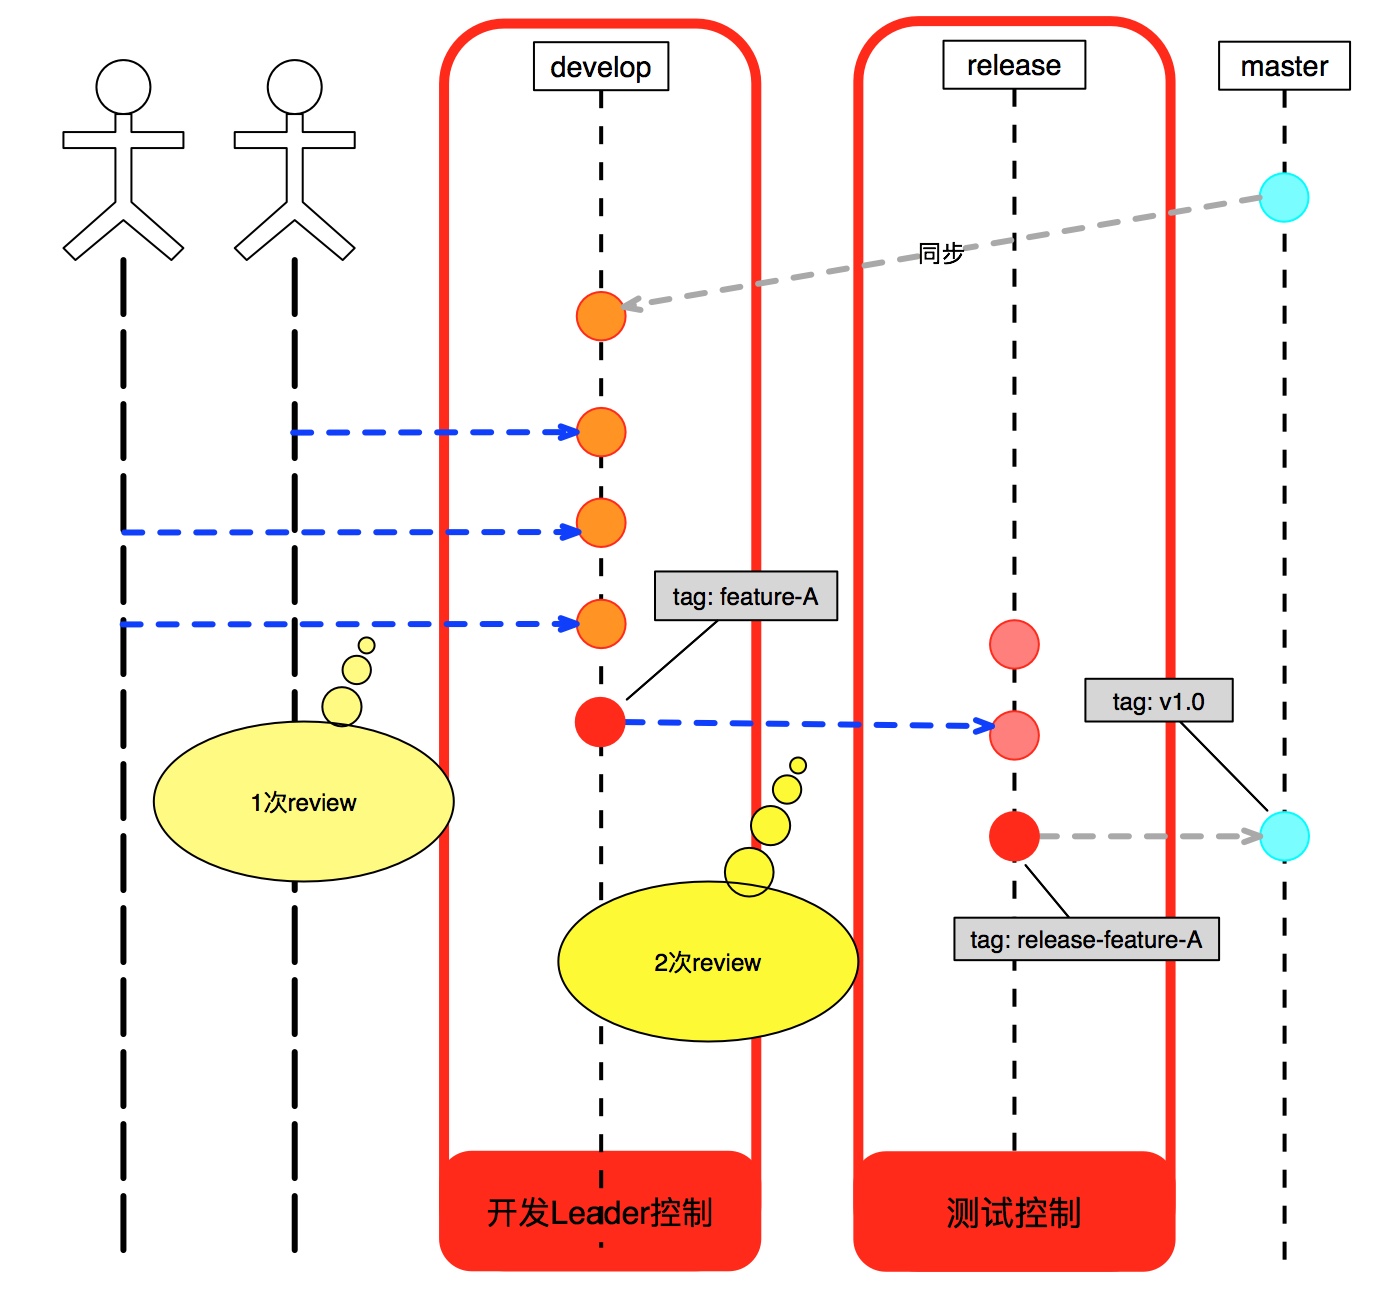 develop
release
master
同步
tag: feature-A
tag: v1.0
1次review
tag: release-feature-A
2次review
开发Leader控制
测试控制